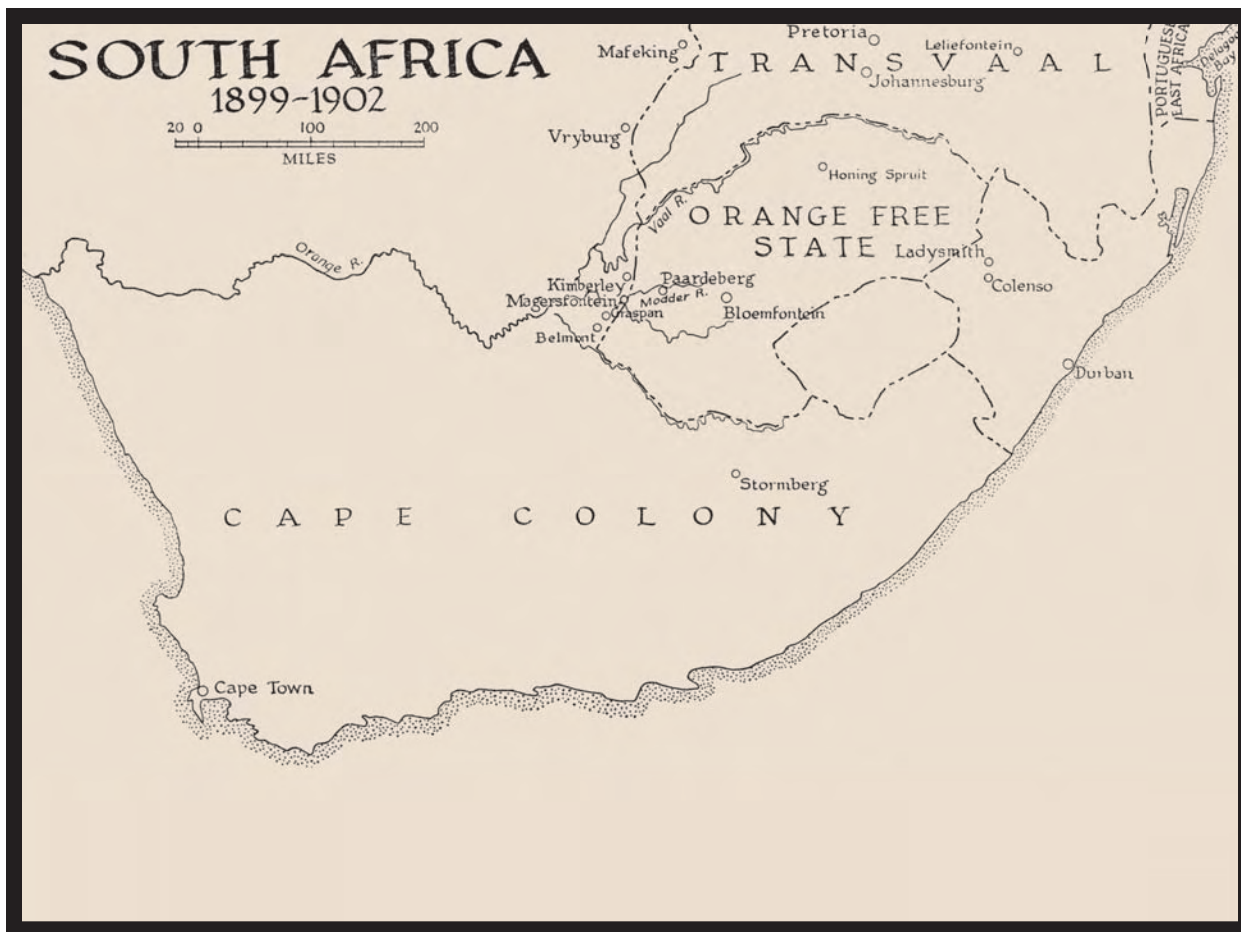 SOUTH AFRICA
1899-1902
20 0 100 200
MILES
Mafeking
Pretoria
Leliefontein
TRANSVAAL
Johannesburg
PORTUGUESE
EAST AFRICA
Delagoa
Bay
Vryburg
Honing Spruit
Vaal R.
ORANGE FREE
STATE
Ladysmith
Orange R.
Kimberley
Paardeberg
Colenso
Magersfontein
Modder R.
Graspan
Bloemfontein
Belmont
Durban
Stormberg
CAPE COLONY
Cape Town